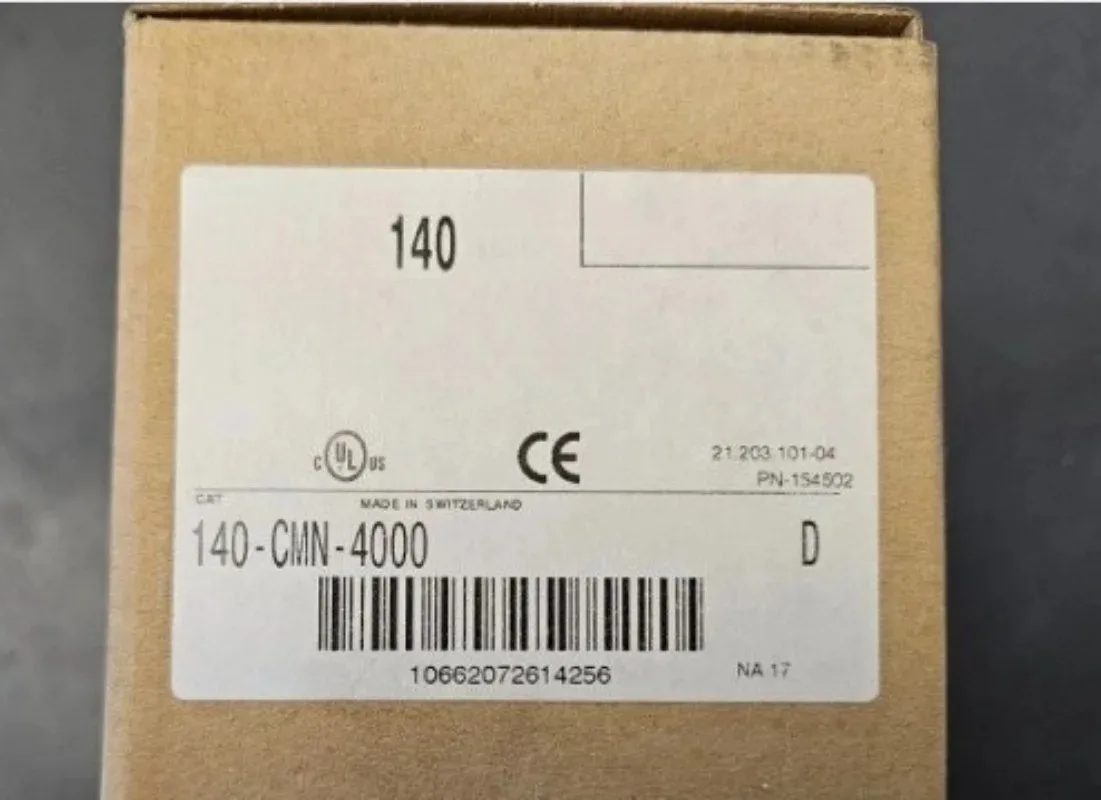 140
C UL US
CE
21.203.101-04
PN-154502
CAT
MADE IN SWITZERLAND
140-CMN-4000
D
10662072614256
NA 17